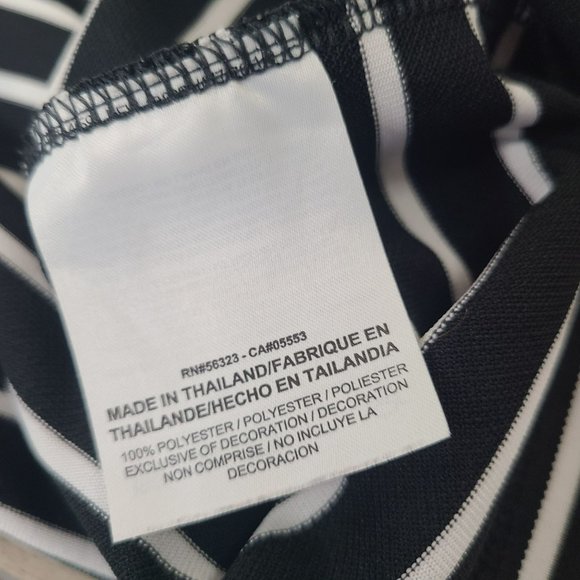 RN#56323 - CA#05553
MADE IN THAILAND/FABRIQUE EN
THAILANDE/HECHO EN TAILANDIA
100% POLYESTER / POLYESTER / POLIESTER
EXCLUSIVE OF DECORATION / DECORATION
NON COMPRISE / NO INCLUYE LA
DECORACION